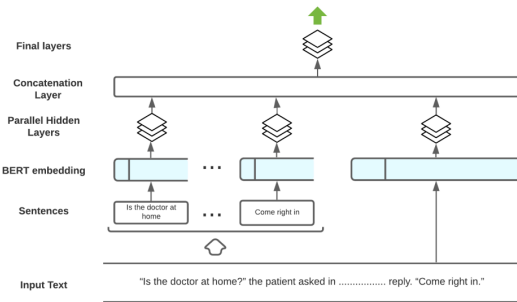 Final layers
Concatenation
Layer
Parallel Hidden
Layers
BERT embedding
...
Sentences
Is the doctor at
home
...
Come right in
Input Text
"Is the doctor at home?" the patient asked in ................. reply. “Come right in."